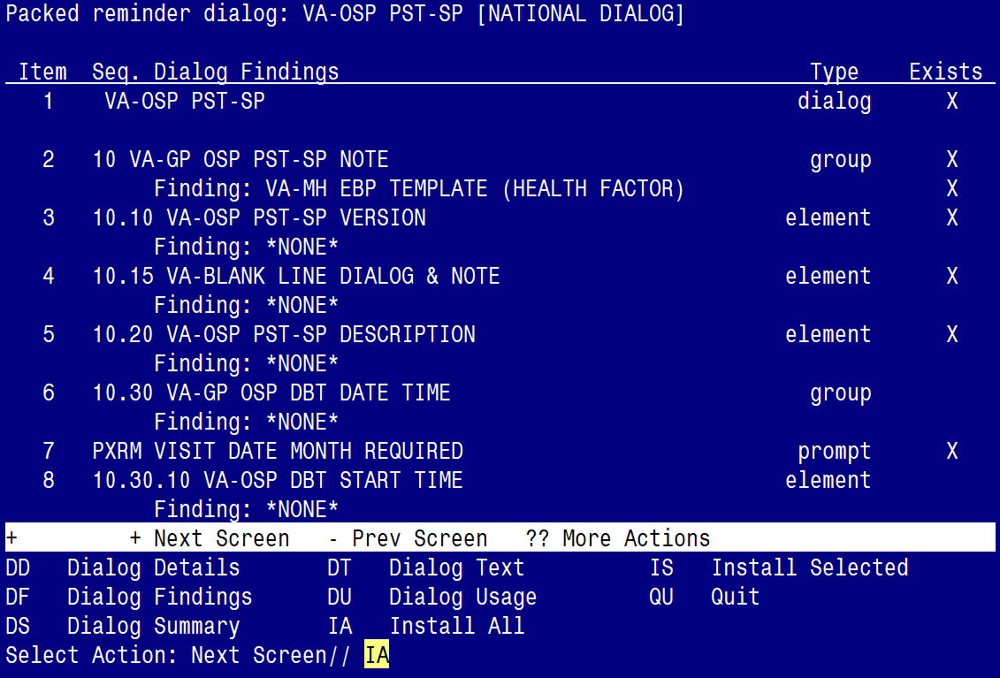 Packed reminder dialog: VA-OSP PST-SP [NATIONAL DIALOG]
Item  Seq. Dialog Findings                                      Type    Exists
1     VA-OSP PST-SP                                           dialog      X
2   10 VA-GP OSP PST-SP NOTE                                   group      X
Finding: VA-MH EBP TEMPLATE (HEALTH FACTOR)                     X
3   10.10 VA-OSP PST-SP VERSION                              element      X
Finding: *NONE*
4   10.15 VA-BLANK LINE DIALOG & NOTE                        element      X
Finding: *NONE*
5   10.20 VA-OSP PST-SP DESCRIPTION                          element      X
Finding: *NONE*
6   10.30 VA-GP OSP DBT DATE TIME                              group
Finding: *NONE*
7   PXRM VISIT DATE MONTH REQUIRED                            prompt      X
8   10.30.10 VA-OSP DBT START TIME                           element
Finding: *NONE*
+         + Next Screen   - Prev Screen   ?? More Actions
DD   Dialog Details       DT   Dialog Text          IS   Install Selected
DF   Dialog Findings      DU   Dialog Usage         QU   Quit
DS   Dialog Summary       IA   Install All
Select Action: Next Screen// IA